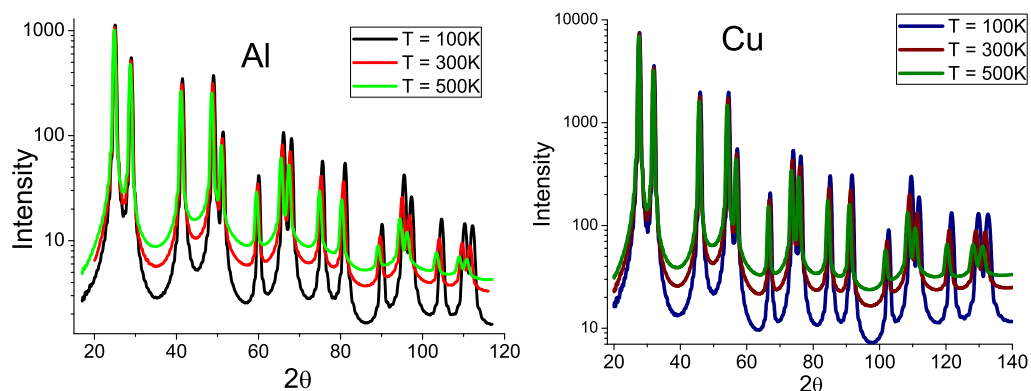 Al
T = 100K
T = 300K
T = 500K
1000
100
10
Intensity
20
40
60
80
100
120
2θ
Cu
T = 100K
T = 300K
T = 500K
10000
1000
100
10
Intensity
20
40
60
80
100
120
140
2θ